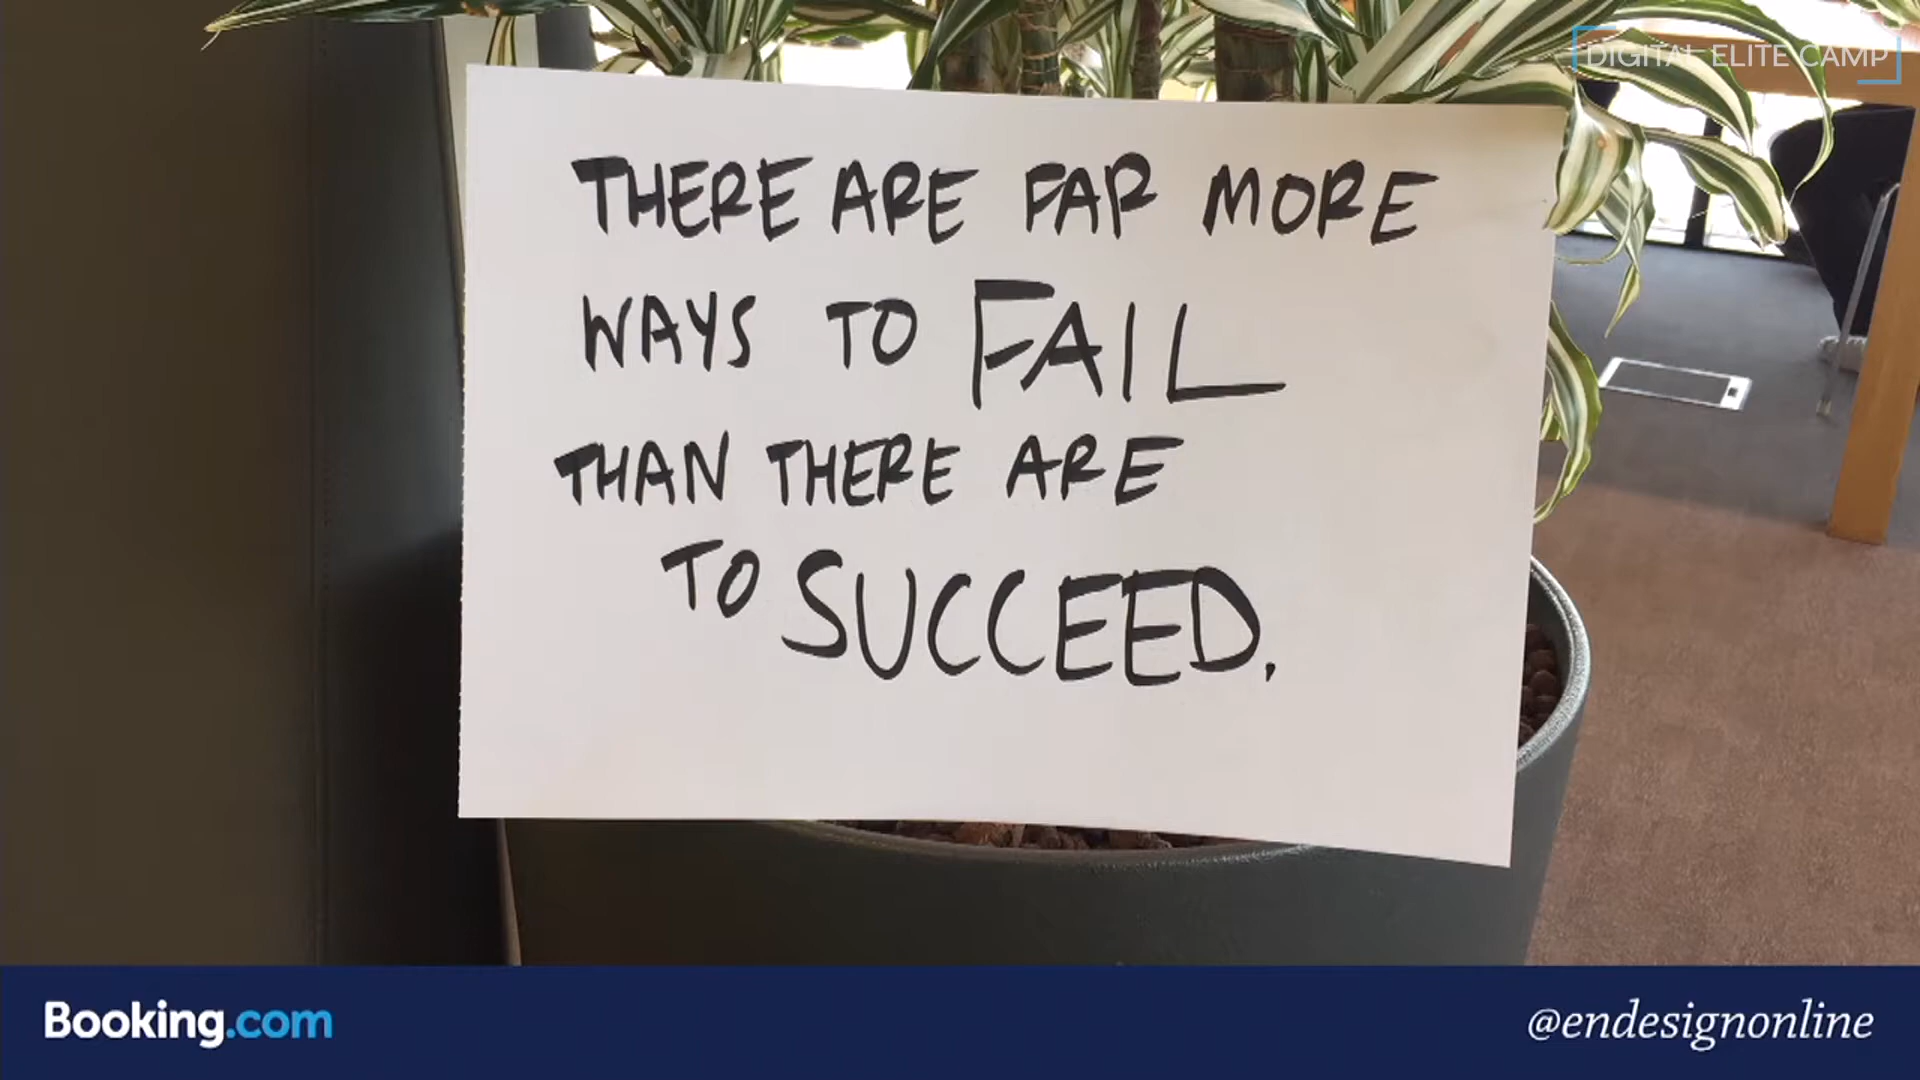 DIGITAL ELITE CAMP
THERE ARE FAR MORE
WAYS TO FAIL
THAN THERE ARE
TO SUCCEED.
Booking.com
@endesignonline